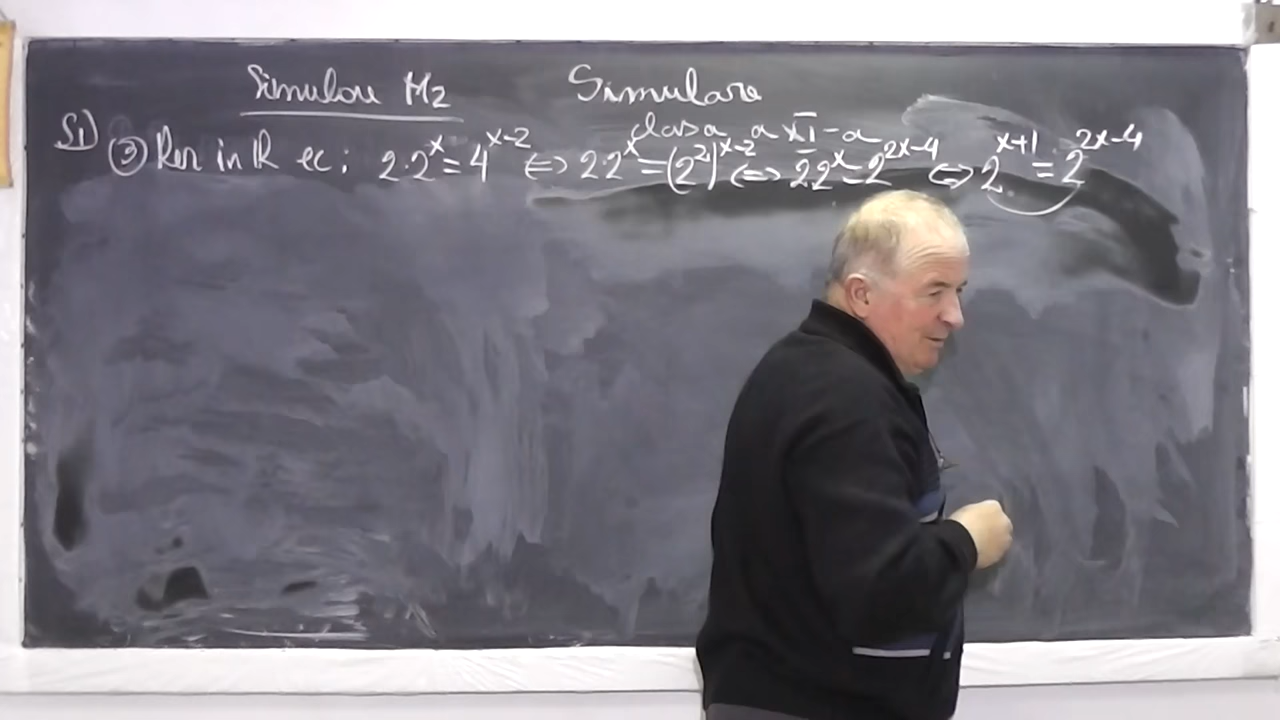 Simulare M2 Simulare
clasa a XI-a
S1) ③ Rez in R ec: 2·2^x = 4^{x-2} <=> 2·2^x = (2^2)^{x-2} <=> 2·2^x = 2^{2x-4} <=> 2^{x+1} = 2^{2x-4}